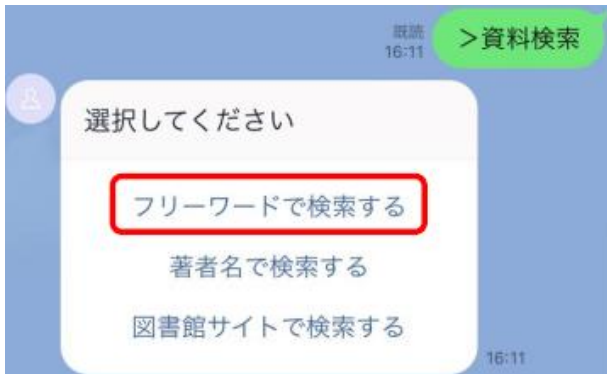 既読
16:11
＞資料検索
選択してください
フリーワードで検索する
著者名で検索する
図書館サイトで検索する
16:11